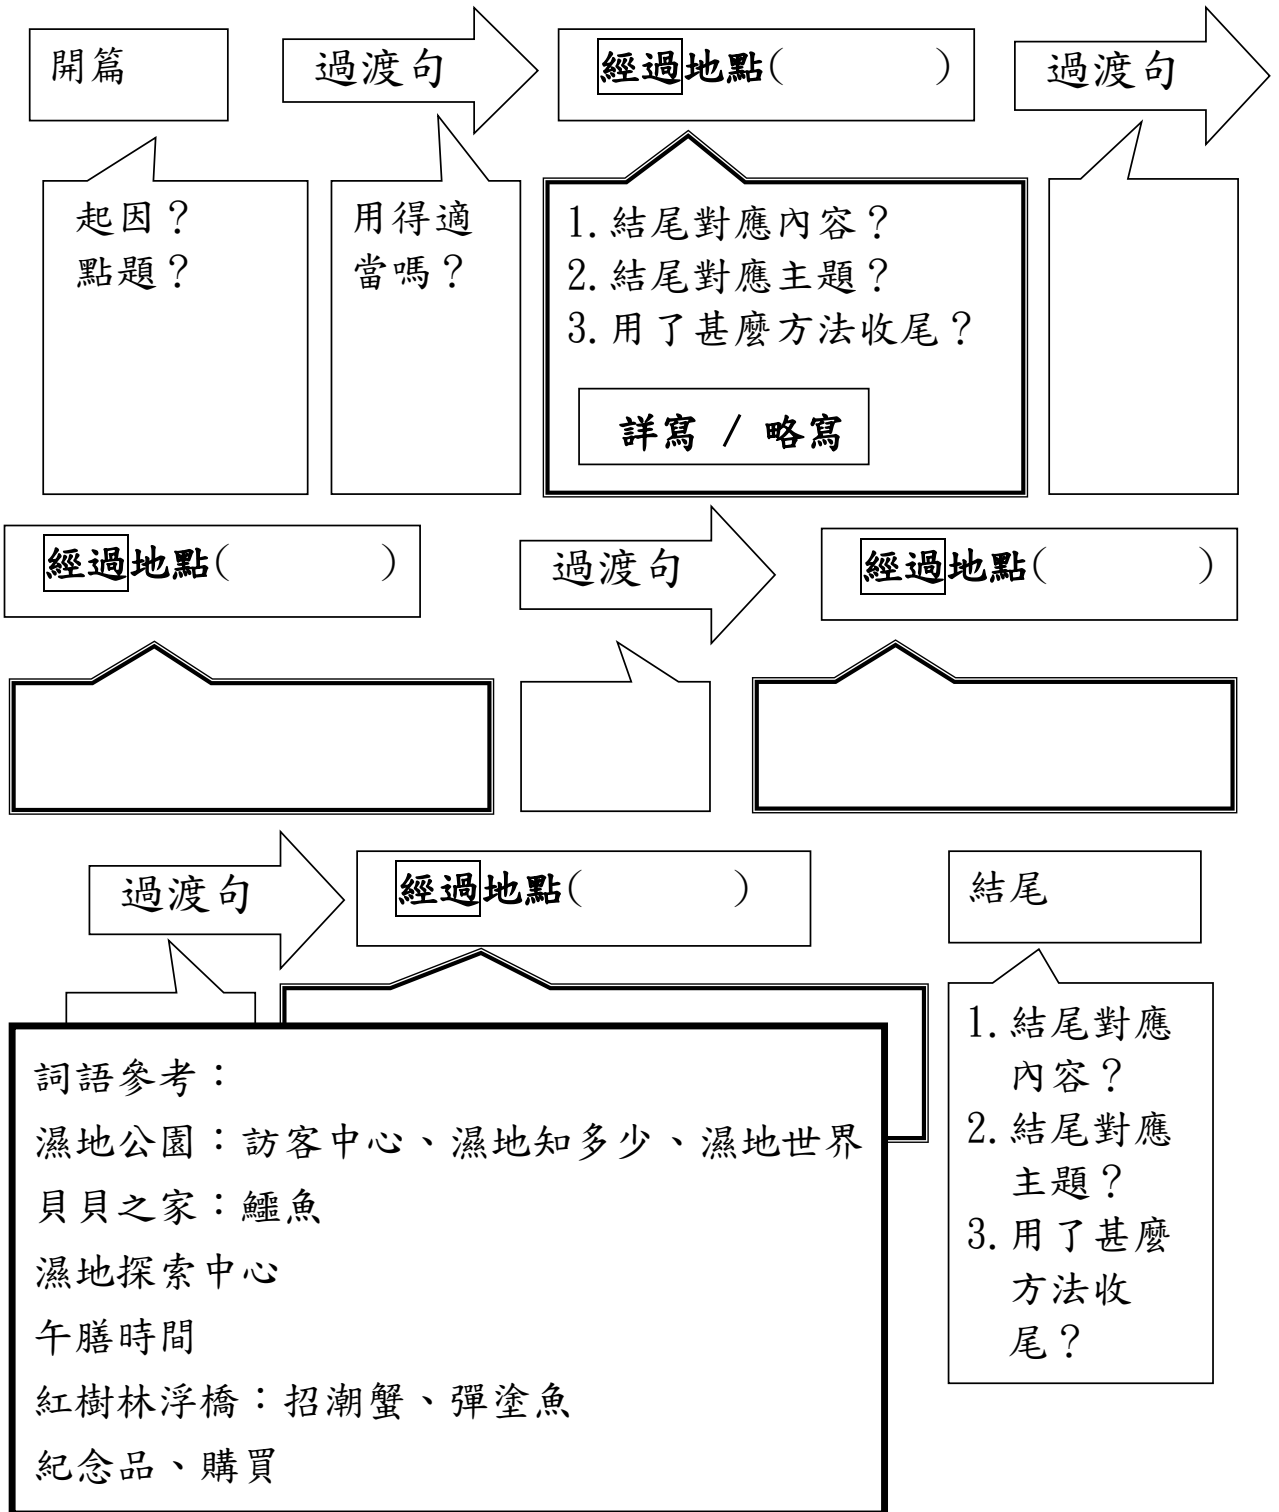 開篇
過渡句
經過地點(　　　　)
過渡句
起因？
點題？
用得適
當嗎？
1.結尾對應內容？
2.結尾對應主題？
3.用了甚麼方法收尾？
詳寫 / 略寫
經過地點(　　　　)
過渡句
經過地點(　　　　)
過渡句
經過地點(　　　　)
結尾
1.結尾對應
內容？
2.結尾對應
主題？
3.用了甚麼
方法收
尾？
詞語參考：
濕地公園：訪客中心、濕地知多少、濕地世界
貝貝之家：鱷魚
濕地探索中心
午膳時間
紅樹林浮橋：招潮蟹、彈塗魚
紀念品、購買